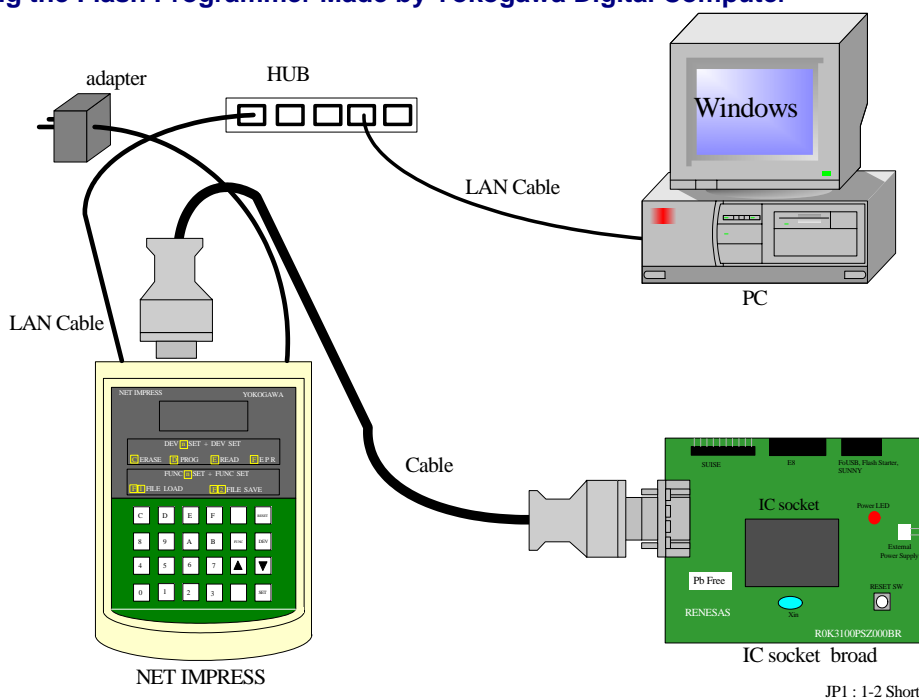 ng the Flash Programmer Made by Yokogawa Digital Computer
adapter
HUB
Windows
LAN Cable
PC
LAN Cable
NET IMPRESS YOKOGAWA
DEV n SET + DEV SET
C ERASE D PROG E READ F E P R
FUNC n SET + FUNC SET
FILE LOAD FILE SAVE
C D E F RESET
8 9 A B FUNC DEV
4 5 6 7
0 1 2 3 SET
NET IMPRESS
Cable
SUISE
E8
FoUSB, Flash Starter,
SUNNY
IC socket
Power LED
External
Power Supply
Pb Free
RESET SW
RENESAS
Xin
R0K3100PSZ000BR
IC socket broad
JP1 : 1-2 Short